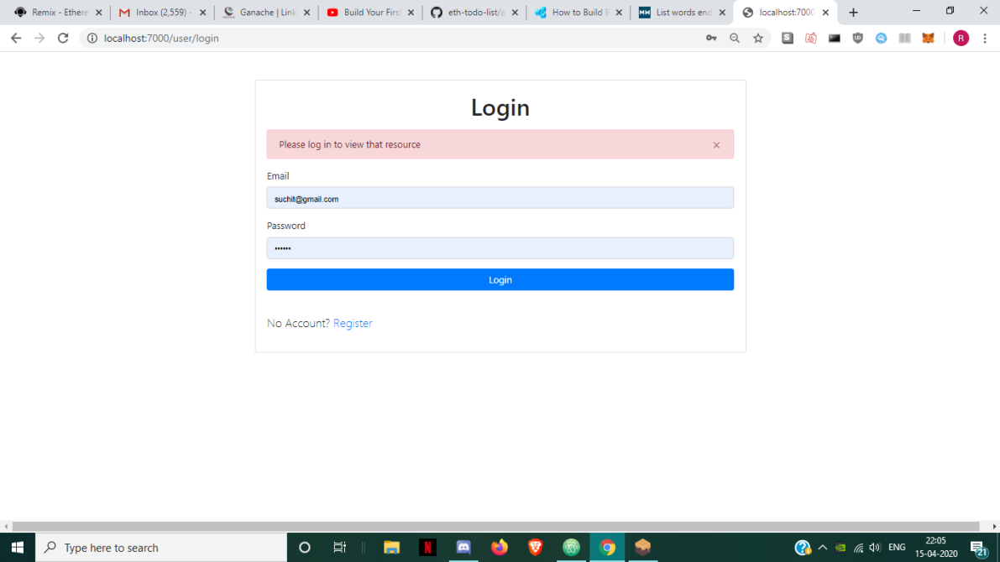 Remix - Ethere
Inbox (2,559) -
Ganache | Link
Build Your First
eth-todo-list/a
How to Build E
List words end
localhost:7000
localhost:7000/user/login
R
Login
Please log in to view that resource
×
Email
suchit@gmail.com
Password
••••••
Login
No Account? Register
Type here to search
ENG
22:05
15-04-2020
21